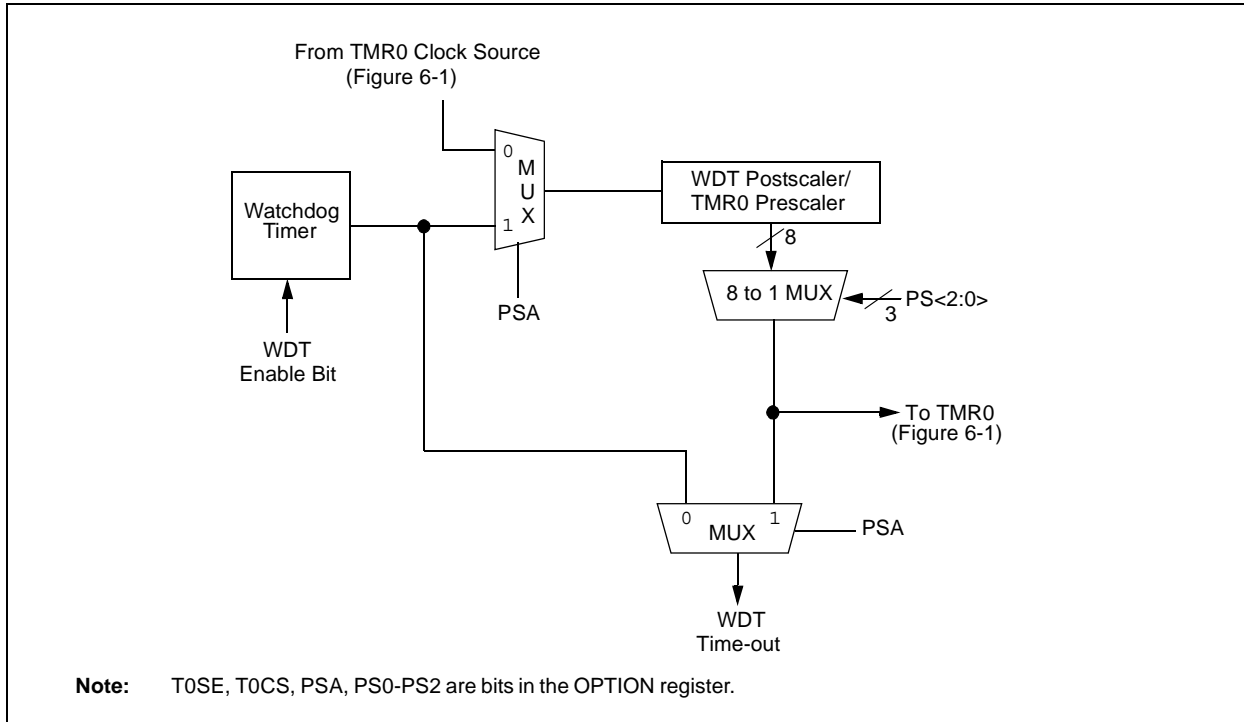 From TMR0 Clock Source
(Figure 6-1)
0
M
U
X
1
Watchdog
Timer
WDT Postscaler/
TMR0 Prescaler
8
8 to 1 MUX
PS<2:0>
3
PSA
WDT
Enable Bit
To TMR0
(Figure 6-1)
0
1
MUX
PSA
WDT
Time-out
Note: T0SE, T0CS, PSA, PS0-PS2 are bits in the OPTION register.